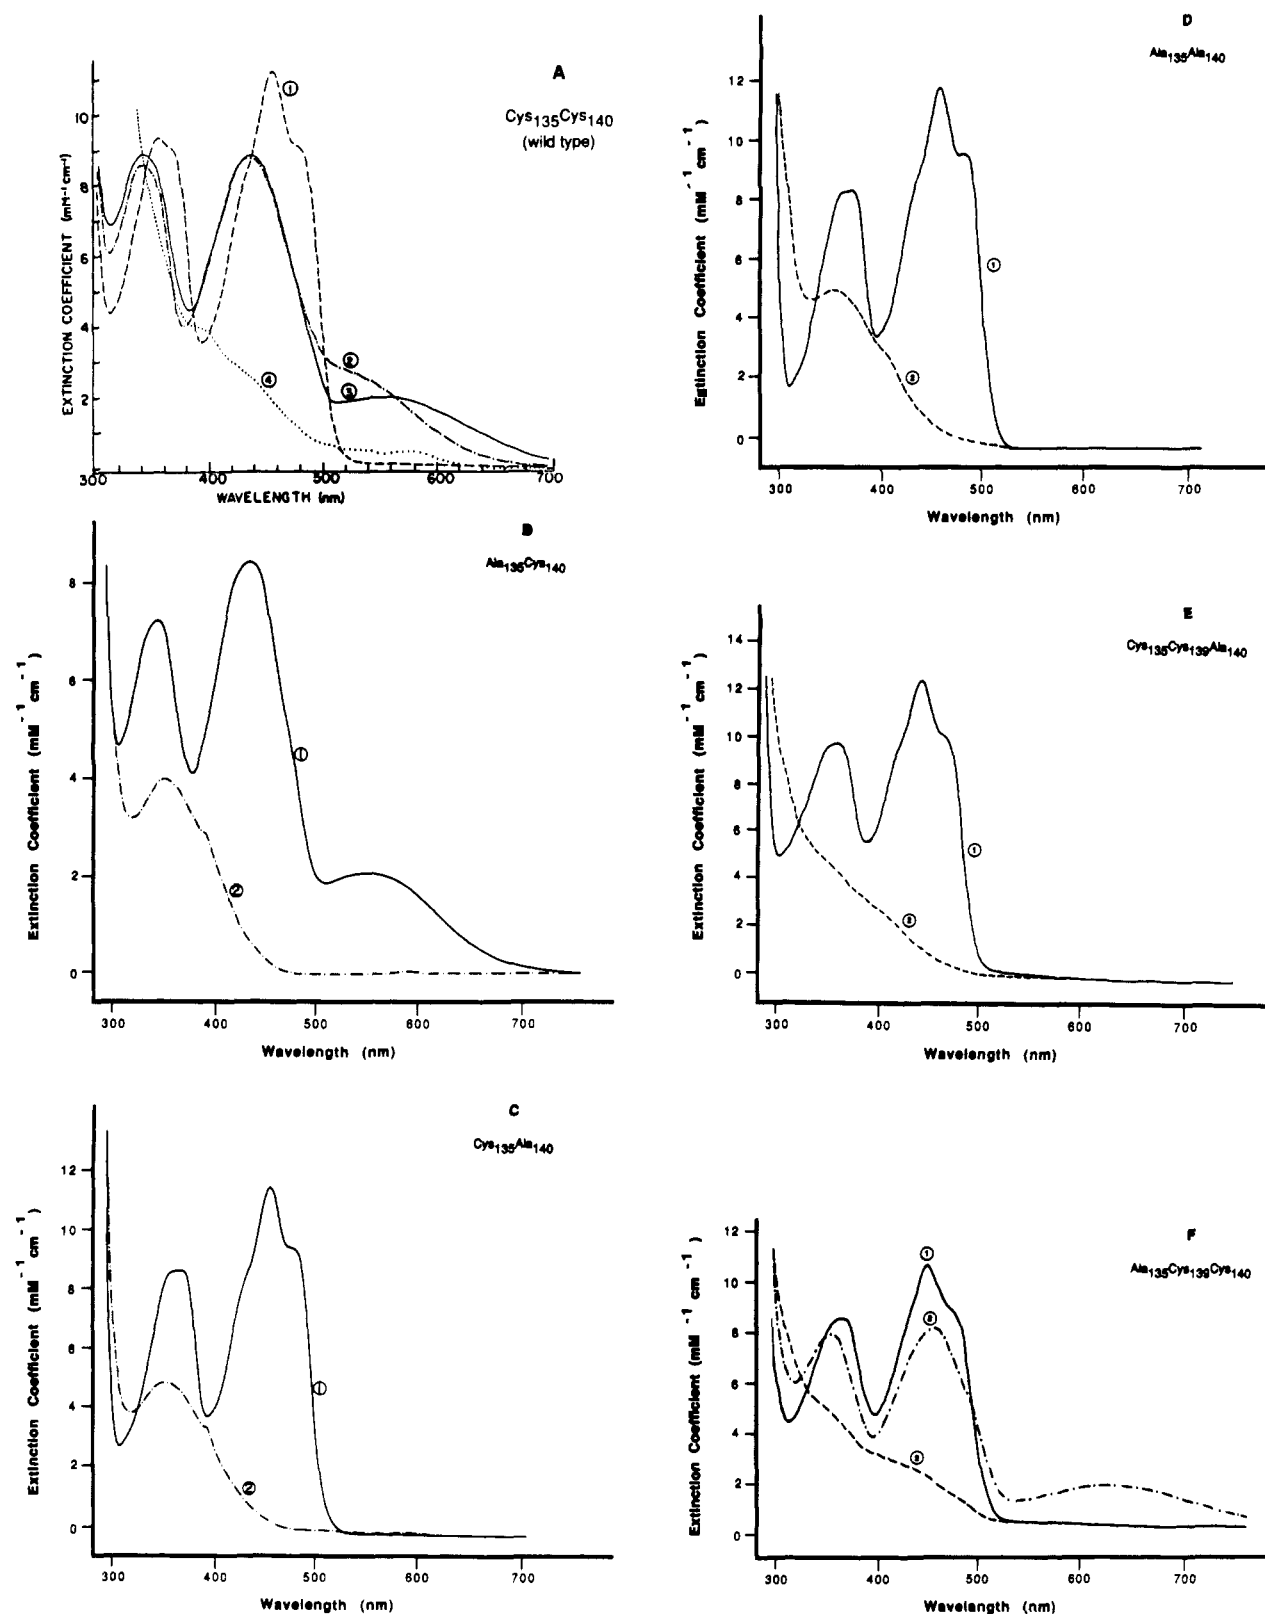 A
Cys135Cys140
(wild type)
EXTINCTION COEFFICIENT (mM-1 cm-1)
10
8
6
4
2
① ② ③ ④
300 400 500 600 700
WAVELENGTH (nm)
B
Ala135Cys140
Extinction Coefficient (mM -1 cm -1)
8
6
4
2
0
① ②
300 400 500 600 700
Wavelength (nm)
C
Cys135Ala140
Extinction Coefficient (mM -1 cm -1)
12
10
8
6
4
2
0
① ②
300 400 500 600 700
Wavelength (nm)
D
Ala135Ala140
Extinction Coefficient (mM -1 cm -1)
12
10
8
6
4
2
0
① ②
300 400 500 600 700
Wavelength (nm)
E
Cys135Cys139Ala140
Extinction Coefficient (mM -1 cm -1)
14
12
10
8
6
4
2
0
① ②
300 400 500 600 700
Wavelength (nm)
F
Ala135Cys139Cys140
Extinction Coefficient (mM -1 cm -1)
12
10
8
6
4
2
0
①
300 400 500 600 700
Wavelength (nm)